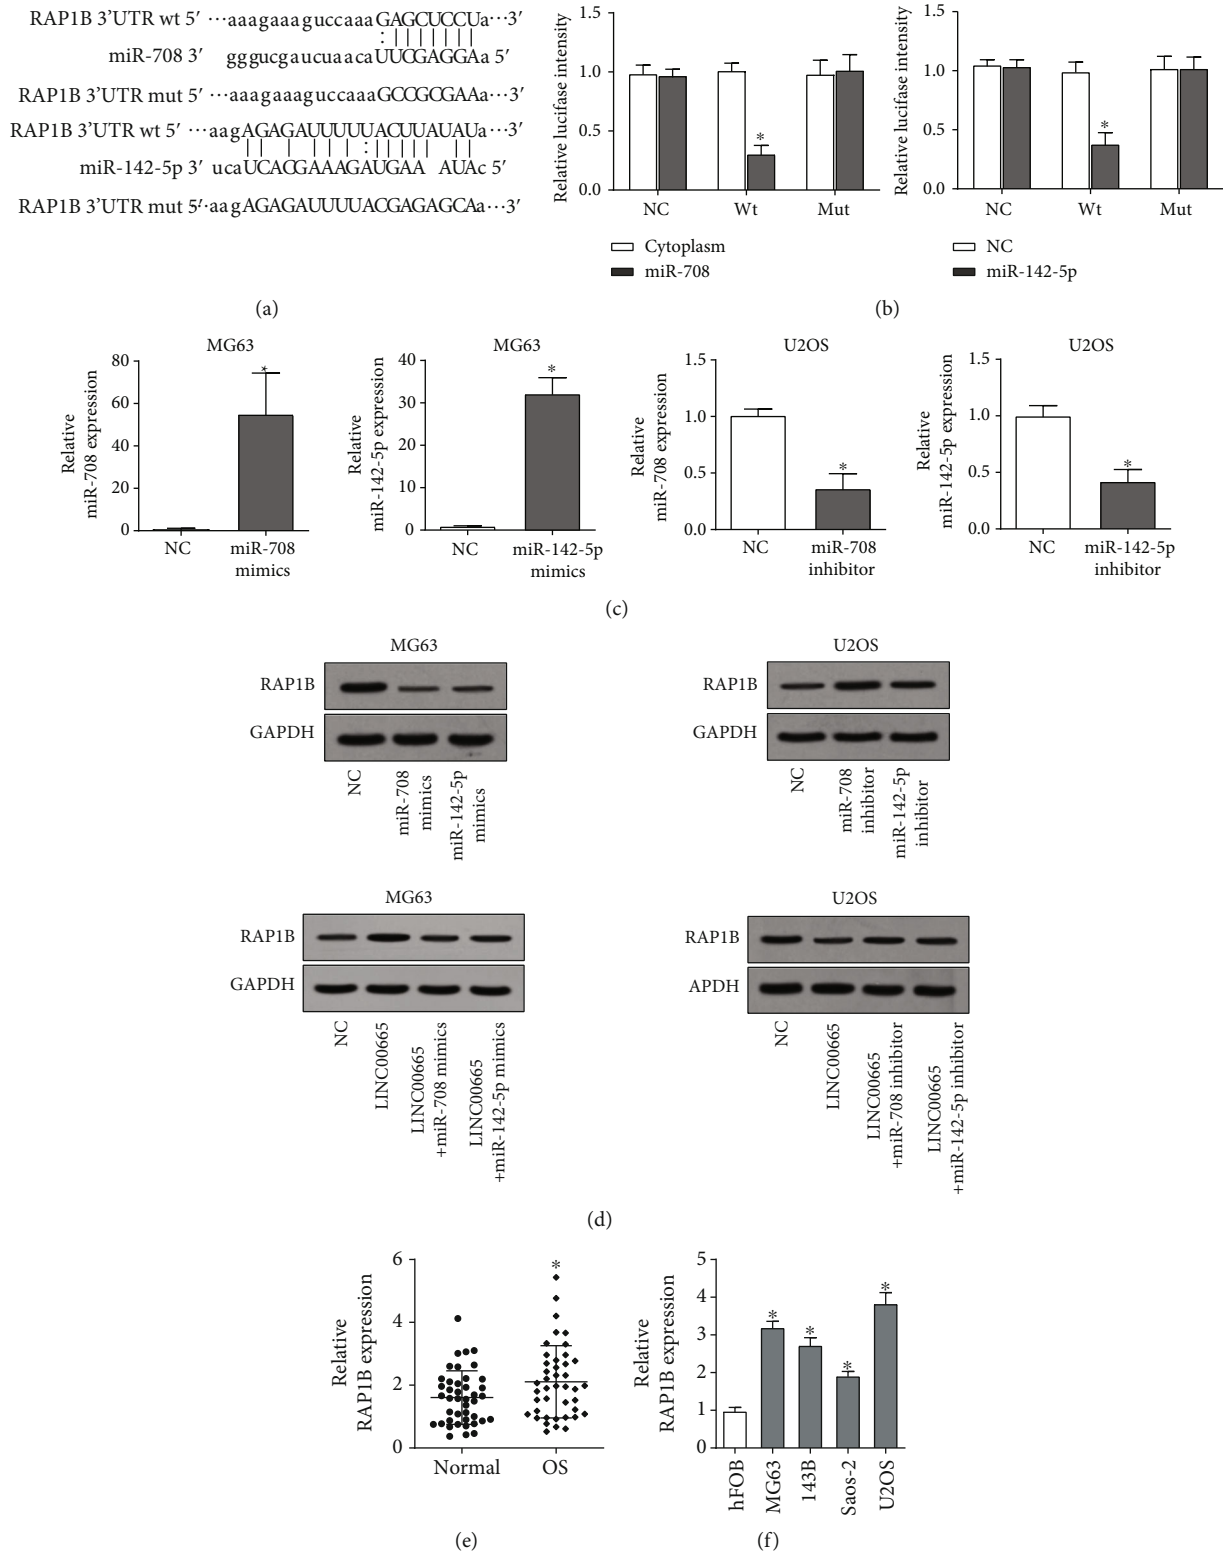 RAP1B 3′UTR wt 5′ ···aaagaaaguccaaaGAGCUCCUa···3′
miR-708 3′ gggucgaucuaacaUUCGAGGAa 5′
RAP1B 3′UTR mut 5′ ···aaagaaaguccaaaGCCGCGAAa···3′
RAP1B 3′UTR wt 5′ ···aagAGAGAUUUUUACUUAUAUa···3′
miR-142-5p 3′ ucaUCACGAAAGAUGAA AUAc 5′
RAP1B 3′UTR mut 5′··aagAGAGAUUUUACGAGAGCAa···3′
(a)
Relative lucifase intensity
1.5
1.0
0.5
0.0
*
NC Wt Mut
Cytoplasm
miR-708
Relative lucifase intensity
1.5
1.0
0.5
0.0
*
NC Wt Mut
NC
miR-142-5p
(b)
MG63
Relative
miR-708 expression
80
60
40
20
0
*
NC miR-708
mimics
MG63
Relative
miR-142-5p expression
40
30
20
10
0
*
NC miR-142-5p
mimics
U2OS
Relative
miR-708 expression
1.5
1.0
0.5
0.0
*
NC miR-708
inhibitor
U2OS
Relative
miR-142-5p expression
1.5
1.0
0.5
0.0
*
NC miR-142-5p
inhibitor
(c)
MG63
RAP1B
GAPDH
NC
miR-708
mimics
miR-142-5p
mimics
U2OS
RAP1B
GAPDH
NC
miR-708
inhibitor
miR-142-5p
inhibitor
MG63
RAP1B
GAPDH
NC
LINC00665
LINC00665
+miR-708 mimics
LINC00665
+miR-142-5p mimics
U2OS
RAP1B
APDH
NC
LINC00665
LINC00665
+miR-708 inhibitor
LINC00665
+miR-142-5p inhibitor
(d)
Relative
RAP1B expression
6
4
2
0
*
Normal OS
(e)
Relative
RAP1B expression
5
4
3
2
1
0
* * * *
hFOB
MG63
143B
Saos-2
U2OS
(f)